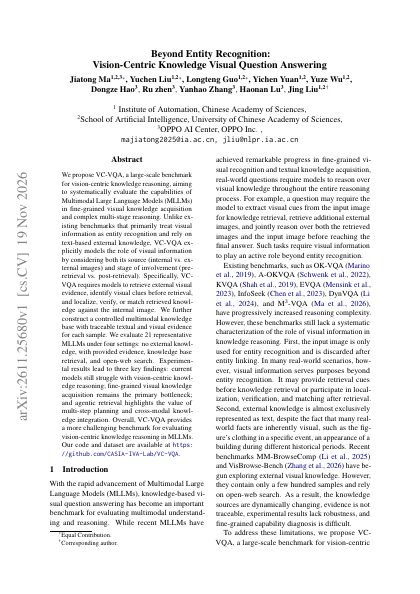 Beyond Entity Recognition:
Vision-Centric Knowledge Visual Question Answering
Jiatong Ma1,2,3,*, Yuchen Liu1,2*, Longteng Guo1,2*, Yichen Yuan1,2, Yuze Wu1,2,
Dongze Hao3, Ru zhen3, Yanhao Zhang3, Haonan Lu3, Jing Liu1,2†
1 Institute of Automation, Chinese Academy of Sciences,
2School of Artificial Intelligence, University of Chinese Academy of Sciences,
3OPPO AI Center, OPPO Inc. ,
majiatong2025@ia.ac.cn, jliu@nlpr.ia.ac.cn
arXiv:2611.25680v1 [cs.CV] 19 Nov 2026
Abstract
We propose VC-VQA, a large-scale benchmark
for vision-centric knowledge reasoning, aiming
to systematically evaluate the capabilities of
Multimodal Large Language Models (MLLMs)
in fine-grained visual knowledge acquisition
and complex multi-stage reasoning. Unlike ex-
isting benchmarks that primarily treat visual
information as entity recognition and rely on
text-based external knowledge, VC-VQA ex-
plicitly models the role of visual information
by considering both its source (internal vs. ex-
ternal images) and stage of involvement (pre-
retrieval vs. post-retrieval). Specifically, VC-
VQA requires models to retrieve external visual
evidence, identify visual clues before retrieval,
and localize, verify, or match retrieved knowl-
edge against the internal image. We fur-
ther construct a controlled multimodal knowledge
base with traceable textual and visual
evidence for each sample. We evaluate 21 representative
MLLMs under four settings: no external knowl-
edge, with provided evidence, knowledge base
retrieval, and open-web search. Experimen-
tal results lead to three key findings: current
models still struggle with vision-centric knowl-
edge reasoning; fine-grained visual knowledge
acquisition remains the primary bottleneck;
and agentic retrieval highlights the value of
multi-step planning and cross-modal knowl-
edge integration. Overall, VC-VQA provides
a more challenging benchmark for evaluating
vision-centric knowledge reasoning in MLLMs.
Our code and dataset are available at https:
//github.com/CASIA-IVA-Lab/VC-VQA.
1 Introduction
With the rapid advancement of Multimodal Large
Language Models (MLLMs), knowledge-based vi-
sual question answering has become an important
benchmark for evaluating multimodal understand-
ing and reasoning. While recent MLLMs have
*Equal Contribution.
†Corresponding author.
achieved remarkable progress in fine-grained vi-
sual recognition and textual knowledge acquisition,
real-world questions require models to reason over
visual knowledge throughout the entire reasoning
process. For example, a question may require the
model to extract visual cues from the input image
for knowledge retrieval, retrieve additional external
images, and jointly reason over both the retrieved
images and the input image before reaching the
final answer. Such tasks require visual information
to play an active role beyond entity recognition.
Existing benchmarks, such as OK-VQA (Marino
et al., 2019), A-OKVQA (Schwenk et al., 2022),
KVQA (Shah et al., 2019), EVQA (Mensink et al.,
2023), InfoSeek (Chen et al., 2023), DynVQA (Li
et al., 2024), and M²-VQA (Ma et al., 2026),
have progressively increased reasoning complexity.
However, these benchmarks still lack a systematic
characterization of the role of visual information in
knowledge reasoning. First, the input image is only
used for entity recognition and is discarded after
entity linking. In many real-world scenarios, how-
ever, visual information serves purposes beyond
entity recognition. It may provide retrieval cues
before knowledge retrieval or participate in local-
ization, verification, and matching after retrieval.
Second, external knowledge is almost exclusively
represented as text, despite the fact that many real-
world facts are inherently visual, such as the fig-
ure's clothing in a specific event, an appearance of a
building during different historical periods. Recent
benchmarks MM-BrowseComp (Li et al., 2025)
and VisBrowse-Bench (Zhang et al., 2026) have be-
gun exploring external visual knowledge. However,
they contain only a few hundred samples and rely
on open-web search. As a result, the knowledge
sources are dynamically changing, evidence is not
traceable, experimental results lack robustness, and
fine-grained capability diagnosis is difficult.
To address these limitations, we propose VC-
VQA, a large-scale benchmark for vision-centric